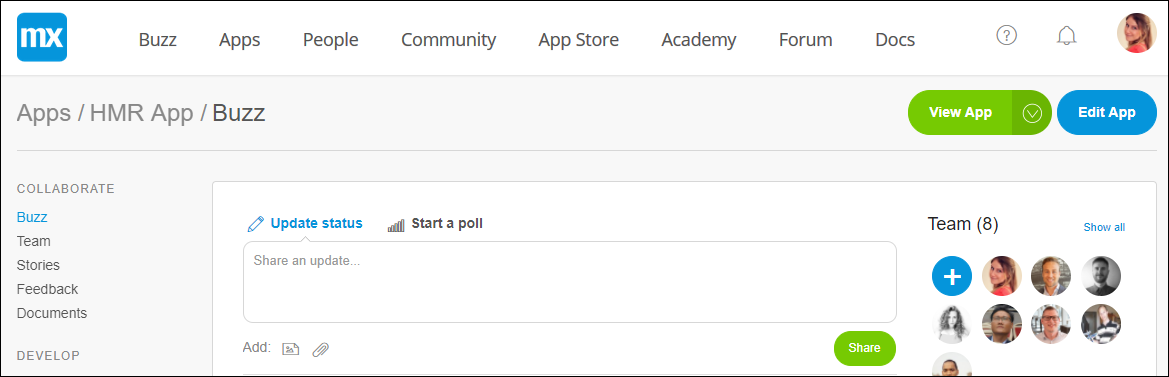 mx Buzz Apps People Community App Store Academy Forum Docs ?
Apps / HMR App / Buzz View App Edit App
COLLABORATE
Buzz
Team
Stories
Feedback
Documents
DEVELOP
Update status Start a poll
Share an update...
Add: Share
Team (8) Show all
+